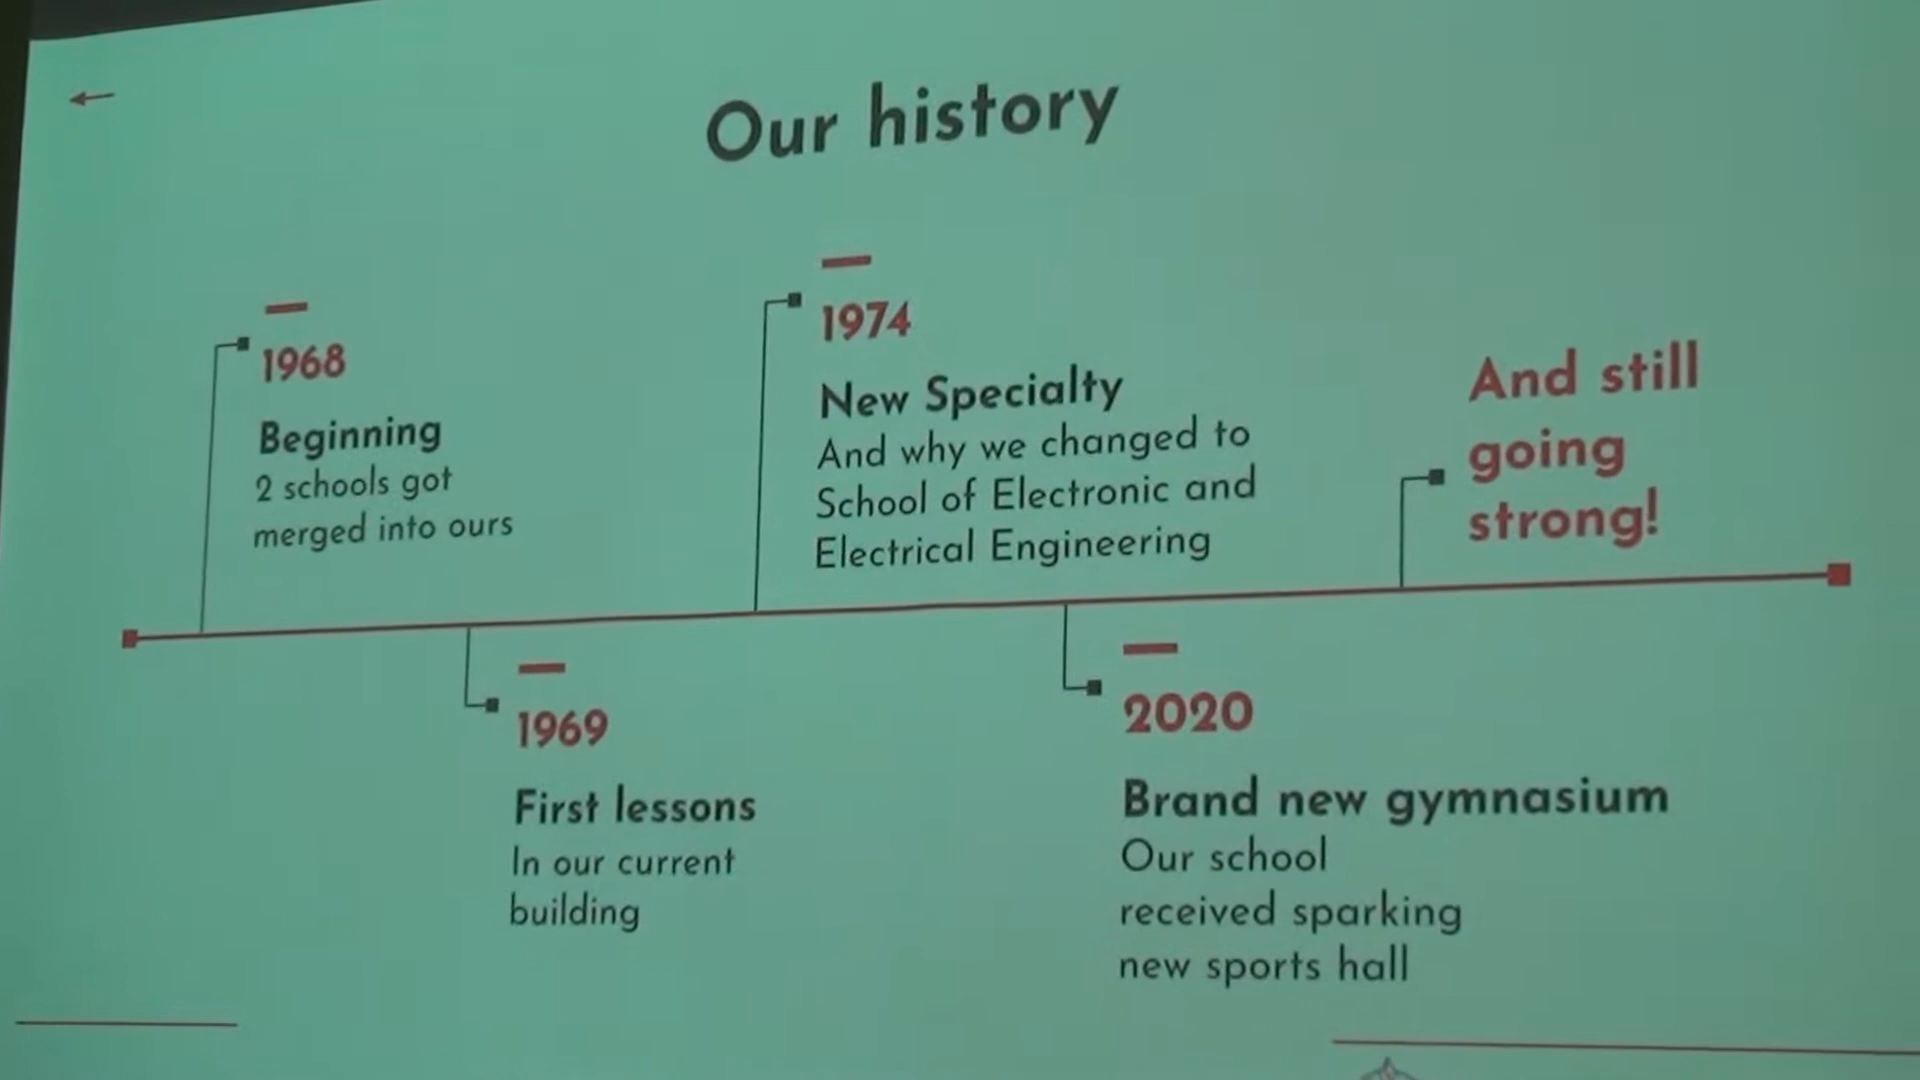 Our history
1968
Beginning
2 schools got
merged into ours
1969
First lessons
In our current
building
1974
New Specialty
And why we changed to
School of Electronic and
Electrical Engineering
2020
Brand new gymnasium
Our school
received sparking
new sports hall
And still
going
strong!